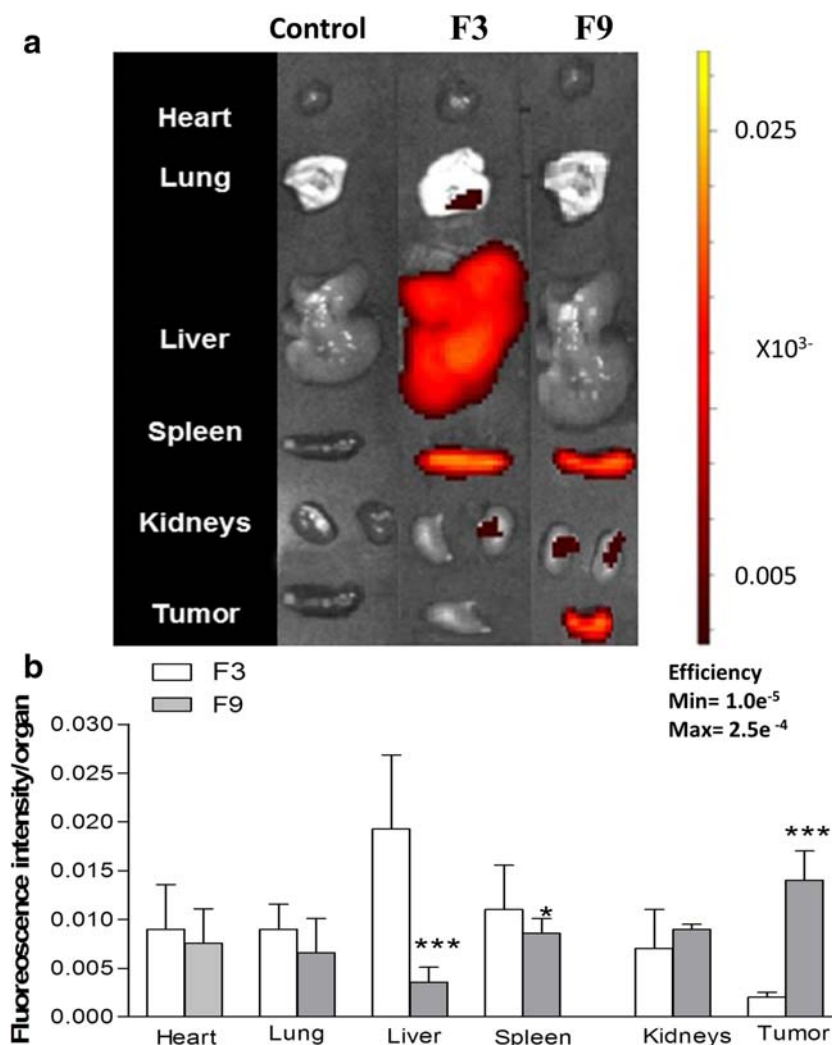 a
Control F3 F9
Heart
Lung
Liver
Spleen
Kidneys
Tumor
0.025
X10³⁻
0.005
Efficiency
Min= 1.0e⁻⁵
Max= 2.5e ⁻⁴
b
F3
F9
Fluoreoscence intensity/organ
0.030
0.025
0.020
0.015
0.010
0.005
0.000
***
*
***
Heart Lung Liver Spleen Kidneys Tumor